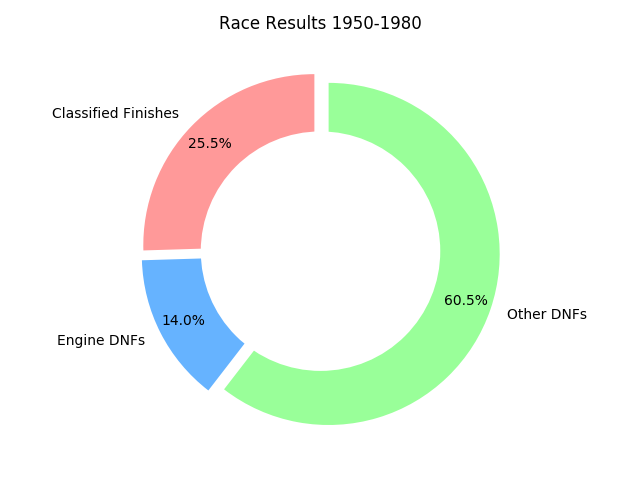 Race Results 1950-1980
Classified Finishes
25.5%
14.0%
Engine DNFs
60.5%
Other DNFs